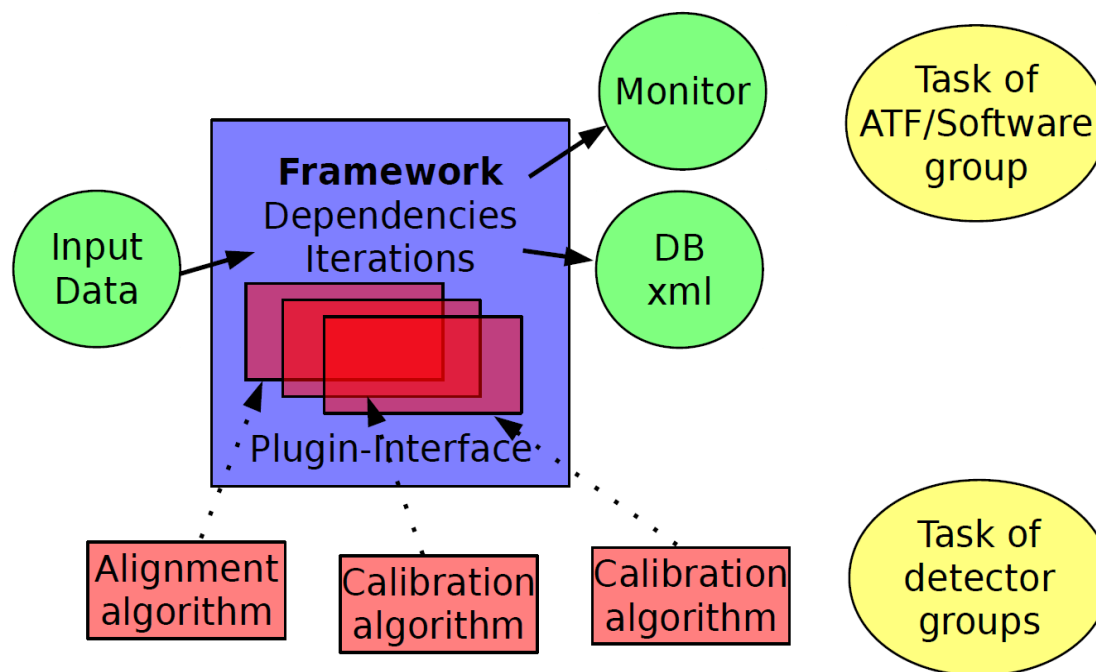 Monitor
Task of
ATF/Software
group
Framework
Dependencies
Iterations
Input
Data
DB
xml
Plugin-Interface
Alignment
algorithm
Calibration
algorithm
Calibration
algorithm
Task of
detector
groups